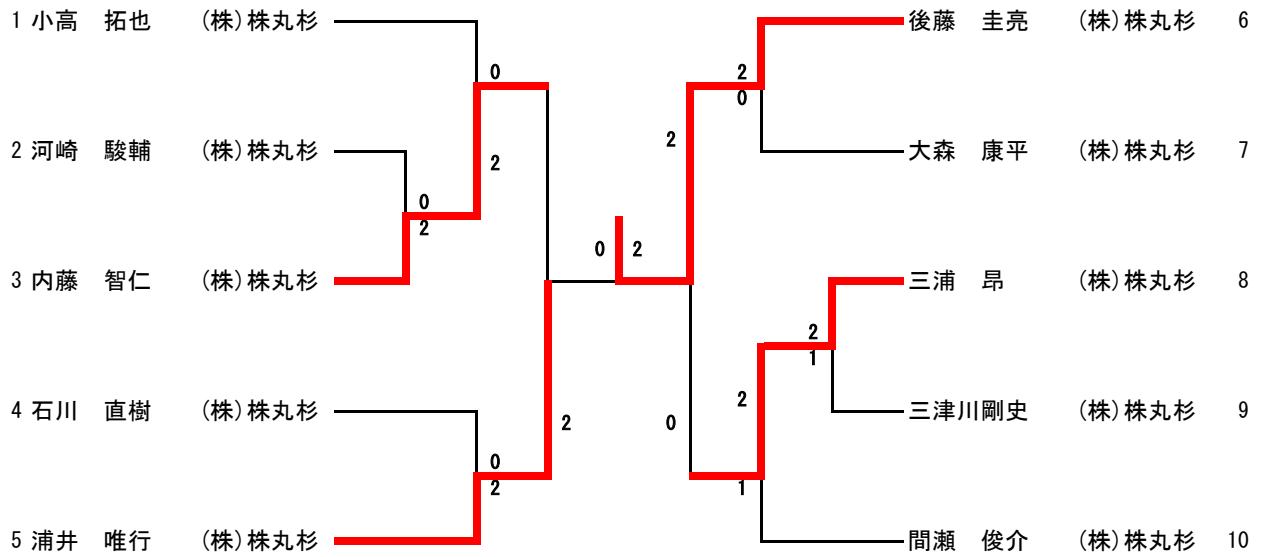 1 小高　拓也　(株)株丸杉
0
2
2 河崎　駿輔　(株)株丸杉
0
2
3 内藤　智仁　(株)株丸杉
4 石川　直樹　(株)株丸杉
0
2
5 浦井　唯行　(株)株丸杉
2
0 2
後藤　圭亮　(株)株丸杉 6
2
0
大森　康平　(株)株丸杉 7
2
三浦　昂　(株)株丸杉 8
2
1
三津川剛史　(株)株丸杉 9
2
0
1
間瀬　俊介　(株)株丸杉 10